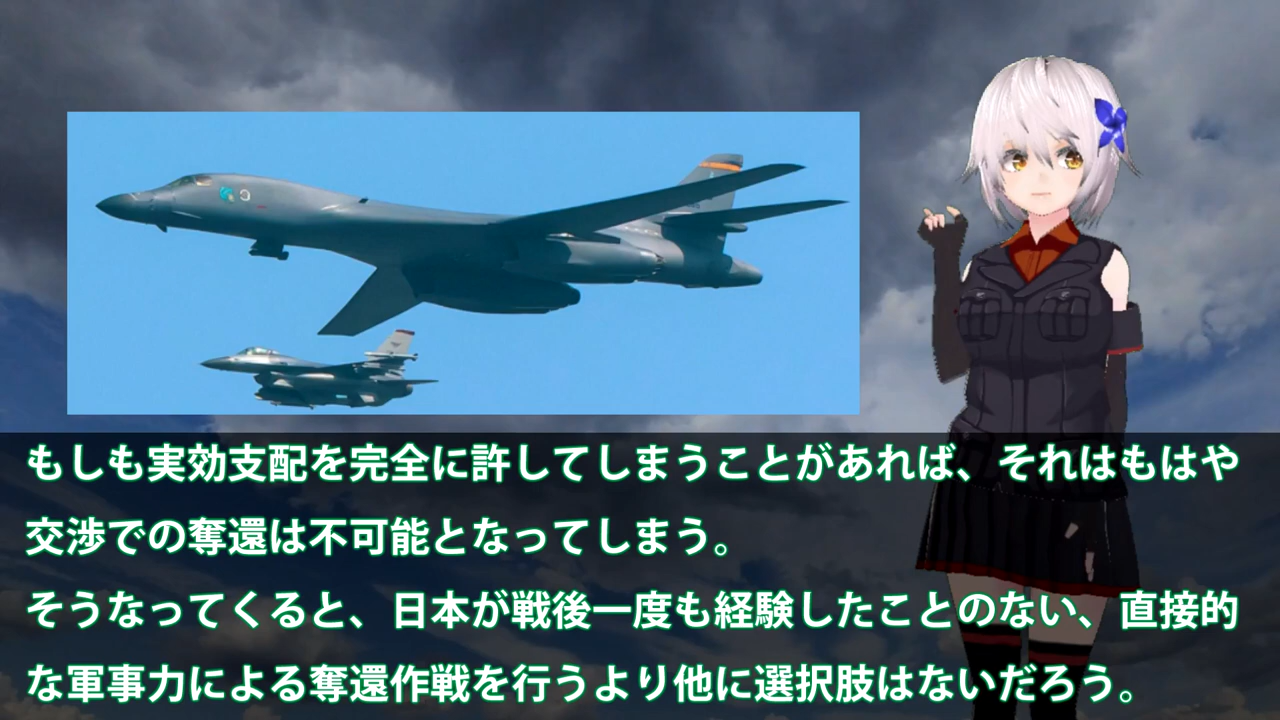 もしも実効支配を完全に許してしまうことがあれば、それはもはや
交渉での奪還は不可能となってしまう。
そうなってくると、日本が戦後一度も経験したことのない、直接的
な軍事力による奪還作戦を行うより他に選択肢はないだろう。